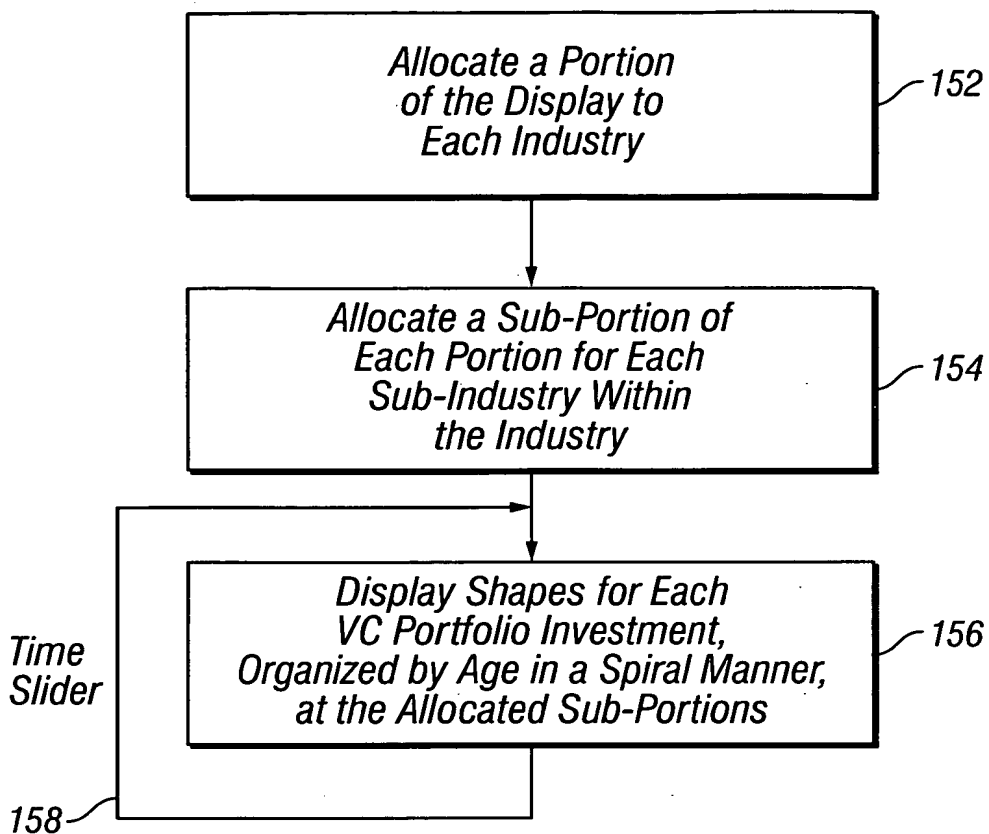 Allocate a Portion
of the Display to
Each Industry
152
Allocate a Sub-Portion of
Each Portion for Each
Sub-Industry Within
the Industry
154
Display Shapes for Each
VC Portfolio Investment,
Organized by Age in a Spiral Manner,
at the Allocated Sub-Portions
156
Time
Slider
158